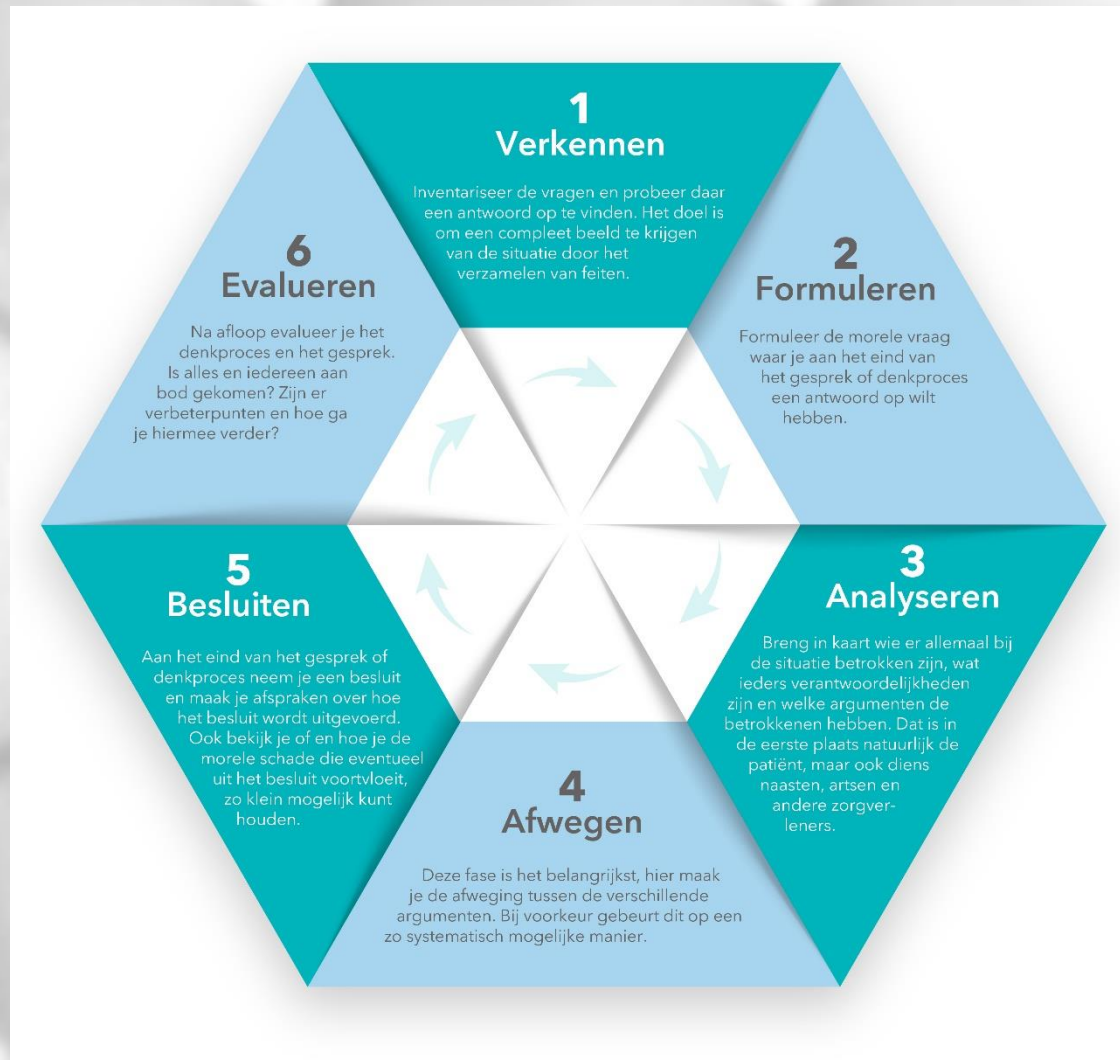 1
Verkennen
Inventariseer de vragen en probeer daar
een antwoord op te vinden. Het doel is
om een compleet beeld te krijgen
van de situatie door het
verzamelen van feiten.
2
Formuleren
Formuleer de morele vraag
waar je aan het eind van
het gesprek of denkproces
een antwoord op wilt
hebben.
3
Analyseren
Breng in kaart wie er allemaal bij
de situatie betrokken zijn, wat
ieders verantwoordelijkheden
zijn en welke argumenten de
betrokkenen hebben. Dat is in
de eerste plaats natuurlijk de
patiënt, maar ook diens
naasten, artsen en
andere zorgver-
leners.
4
Afwegen
Deze fase is het belangrijkst, hier maak
je de afweging tussen de verschillende
argumenten. Bij voorkeur gebeurt dit op een
zo systematisch mogelijke manier.
5
Besluiten
Aan het eind van het gesprek of
denkproces neem je een besluit
en maak je afspraken over hoe
het besluit wordt uitgevoerd.
Ook bekijk je of en hoe je de
morele schade die eventueel
uit het besluit voortvloeit,
zo klein mogelijk kunt
houden.
6
Evalueren
Na afloop evalueer je het
denkproces en het gesprek.
Is alles en iedereen aan
bod gekomen? Zijn er
verbeterpunten en hoe ga
je hiermee verder?